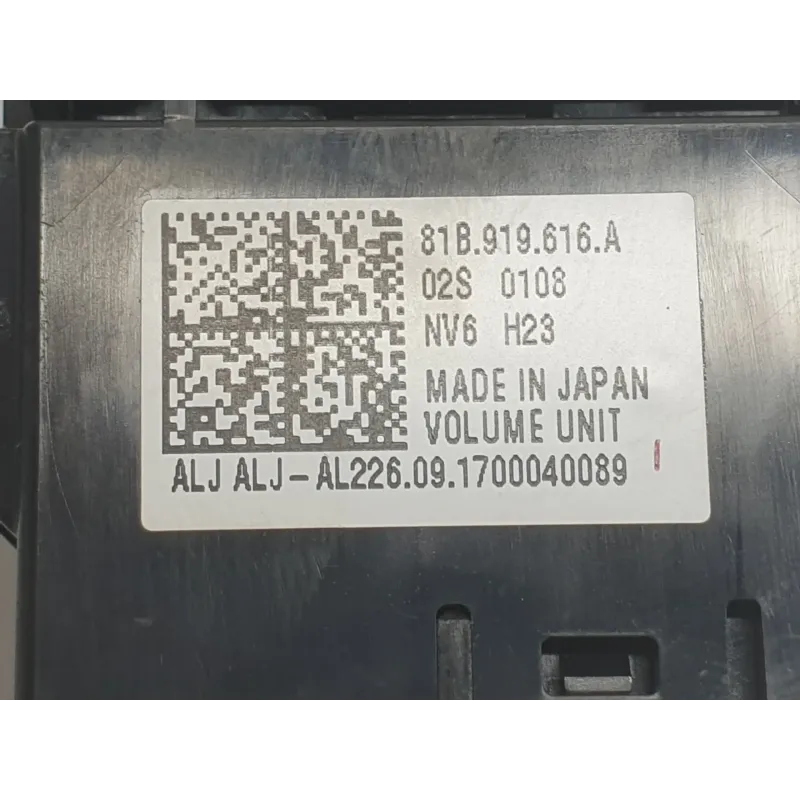 81B.919.616.A
02S 0108
NV6 H23
MADE IN JAPAN
VOLUME UNIT
ALJ ALJ-AL226.09.1700040089